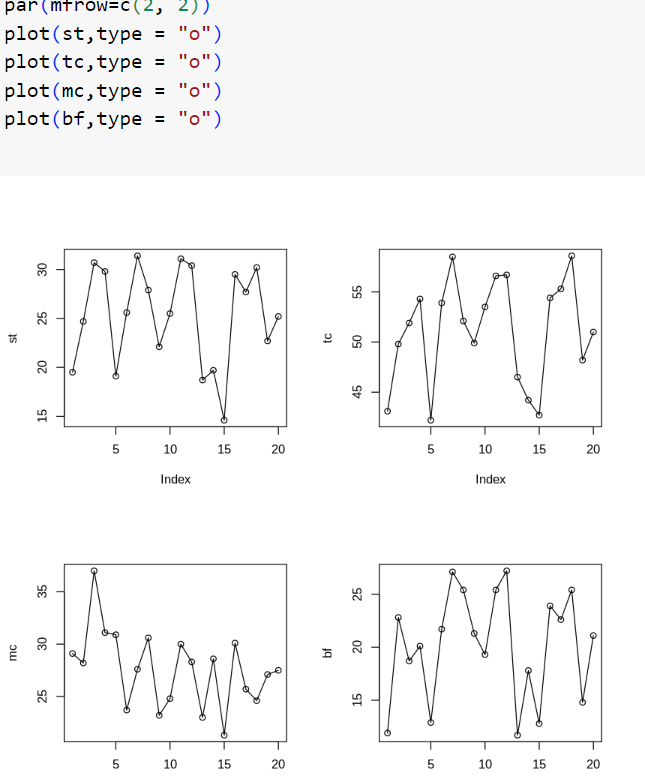 par(mfrow=c(2, 2))
plot(st,type = "o")
plot(tc,type = "o")
plot(mc,type = "o")
plot(bf,type = "o")
st
30
25
20
15
5 10 15 20
Index
tc
55
50
45
5 10 15 20
Index
mc
35
30
25
5 10 15 20
bf
25
20
15
5 10 15 20